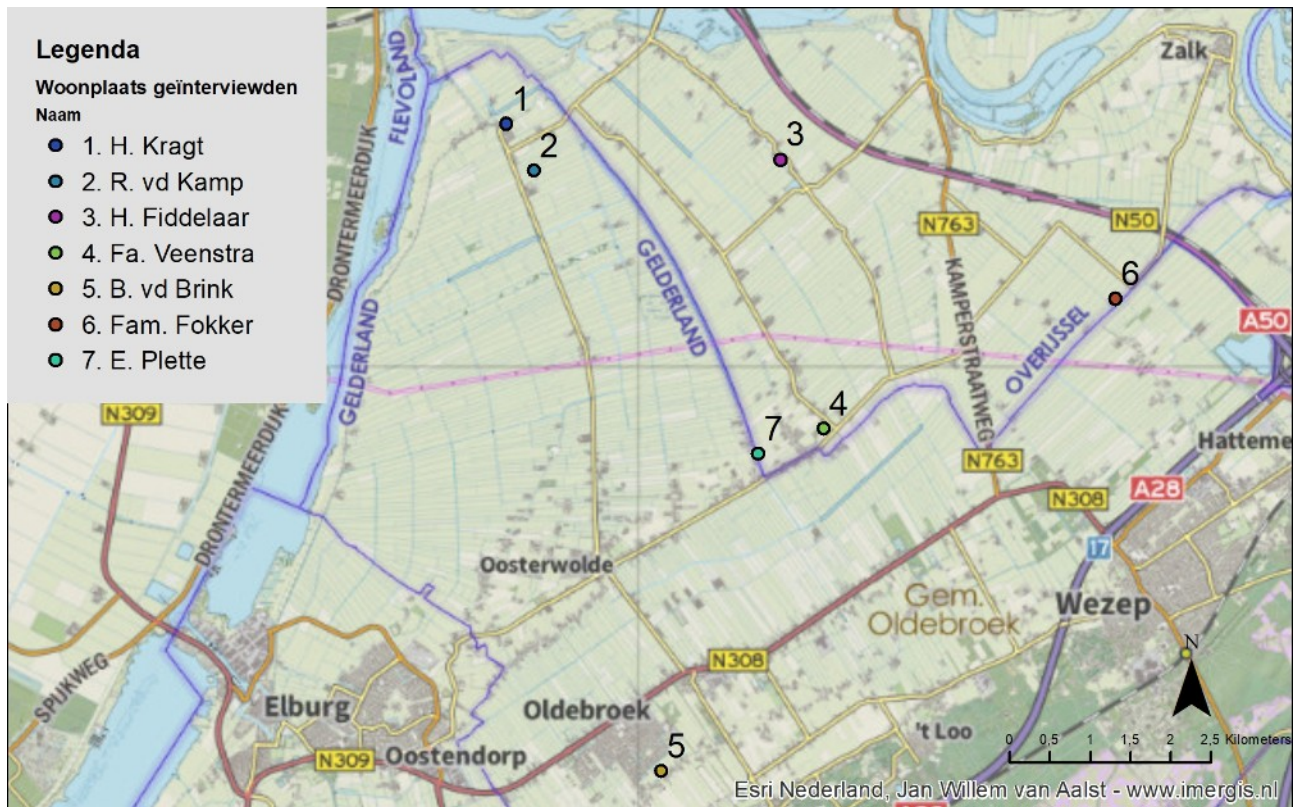 Legenda
Woonplaats geïnterviewden
Naam
1. H. Kragt
2. R. vd Kamp
3. H. Fiddelaar
4. Fa. Veenstra
5. B. vd Brink
6. Fam. Fokker
7. E. Plette
FLEVOLAND
GELDERLAND
DRONTERMEERDIJK
1
2
3
Zalk
N763
N50
GELDERLAND
KAMPERSTRAATWEG
6
OVERIJSSEL
A50
N309
DRONTERMEERDIJK
4
7
N763
Hatteme
N308
A28
17
Oosterwolde
Gem.
Oldebroek
Wezep
N
SPIJKWEG
N308
Elburg
Oldebroek
't Loo
N309
Oostendorp
5
0 0,5 1 1,5 2 2,5 Kilometers
Esri Nederland, Jan Willem van Aalst - www.imergis.nl